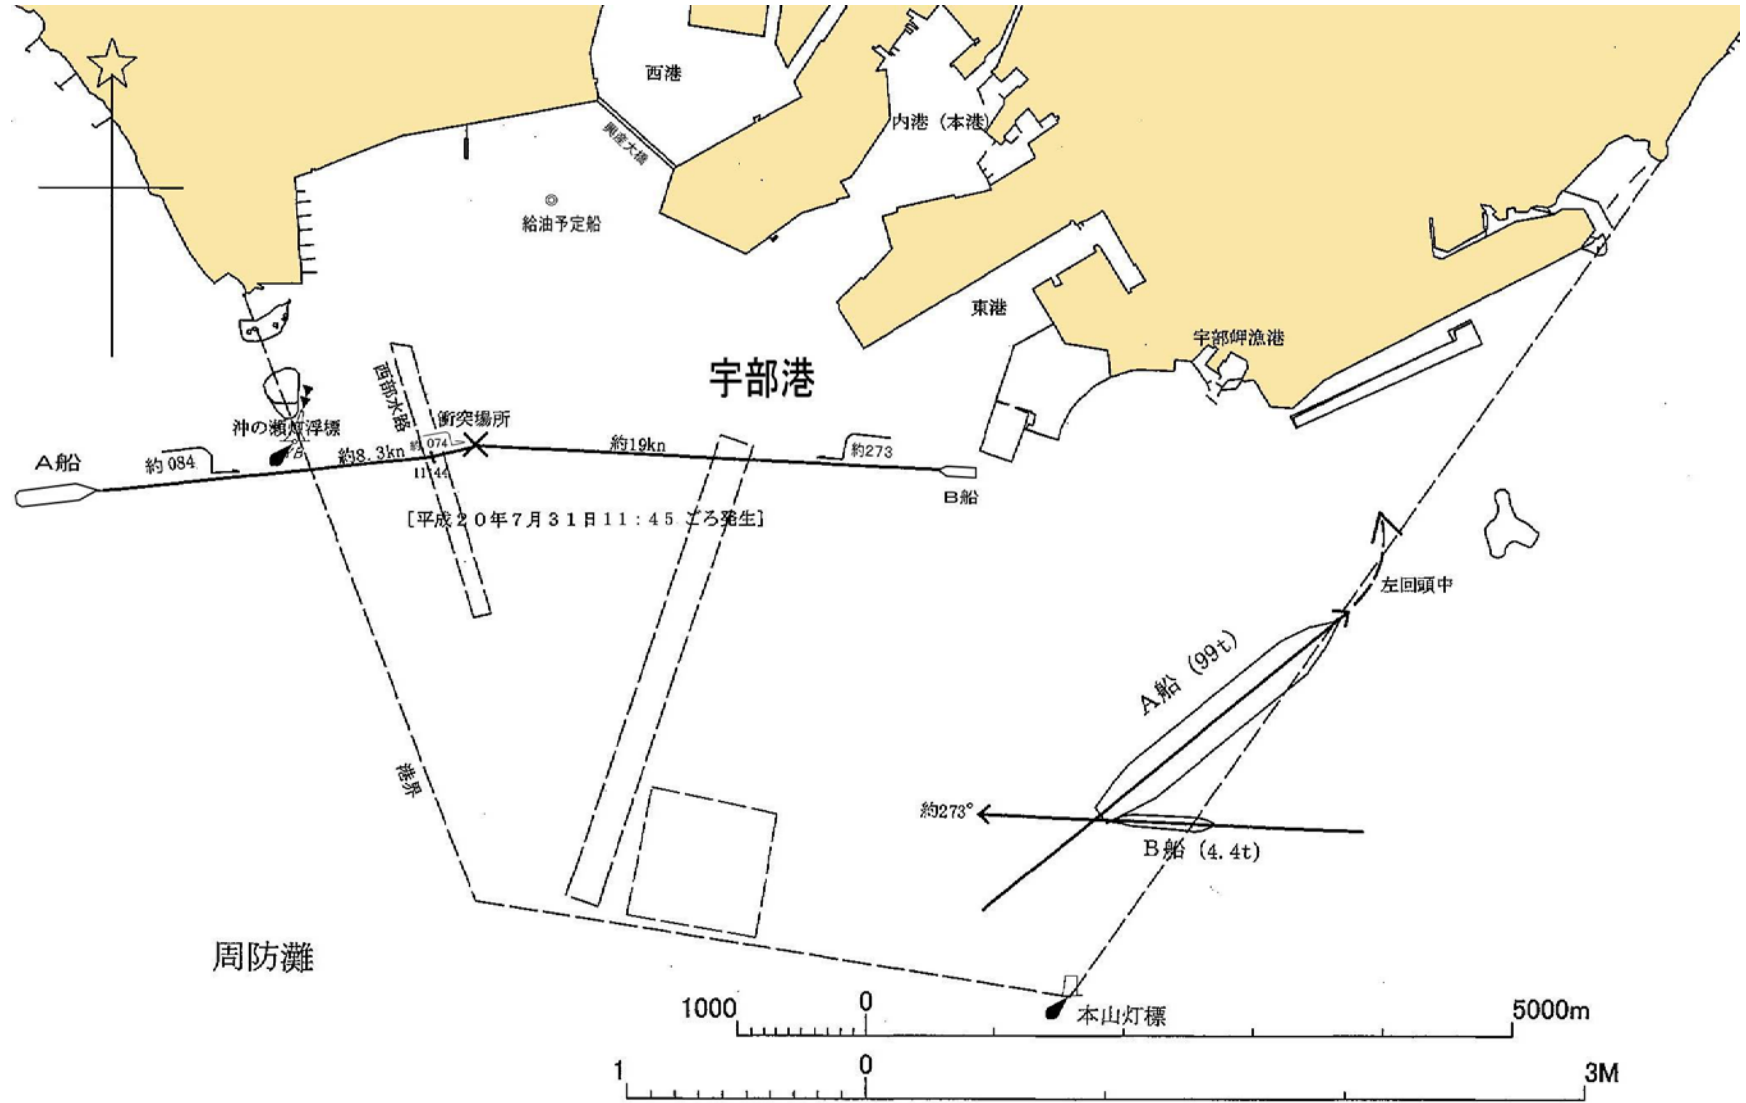 西港
内港（本港）
興産大橋
給油予定船
東港
宇部岬漁港
宇部港
西部水路
衝突場所
沖の瀬灯浮標
A船
約084
約8.3kn
約074
11:44
約19kn
約273
B船
[平成20年7月31日11:45ごろ発生]
左回頭中
A船（99t）
港界
約273°
B船（4.4t）
周防灘
本山灯標
1000
0
5000m
1
0
3M